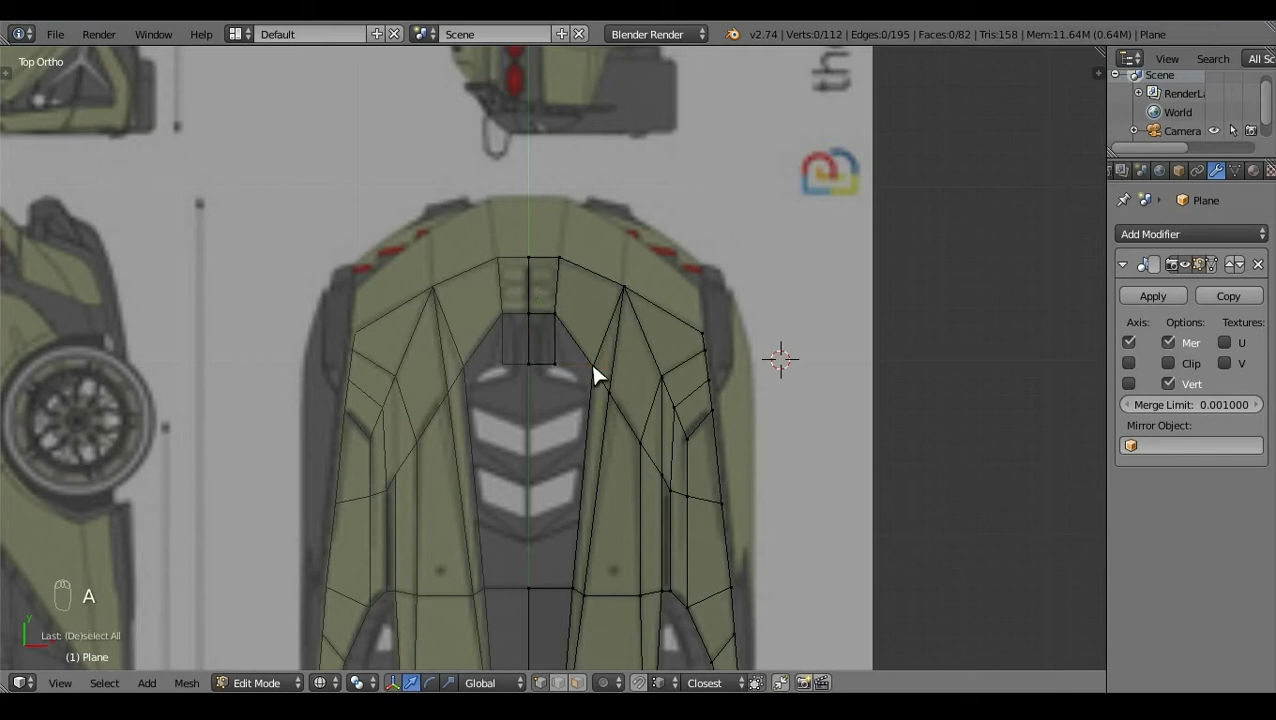 File Render Window Help Default Scene Blender Render v2.74 | Verts:0/112 | Edges:0/195 | Faces:0/82 | Tris:158 | Mem:11.64M (0.64M) | Plane
Top Ortho
View Search All Sc
Scene
RenderL
World
Camera
Plane
Add Modifier
Apply Copy
Axis: Options: Textures:
Mer U
Clip V
Vert
Merge Limit: 0.001000
Mirror Object:
A
Last: (De)select All
(1) Plane
View Select Add Mesh Edit Mode Global Closest